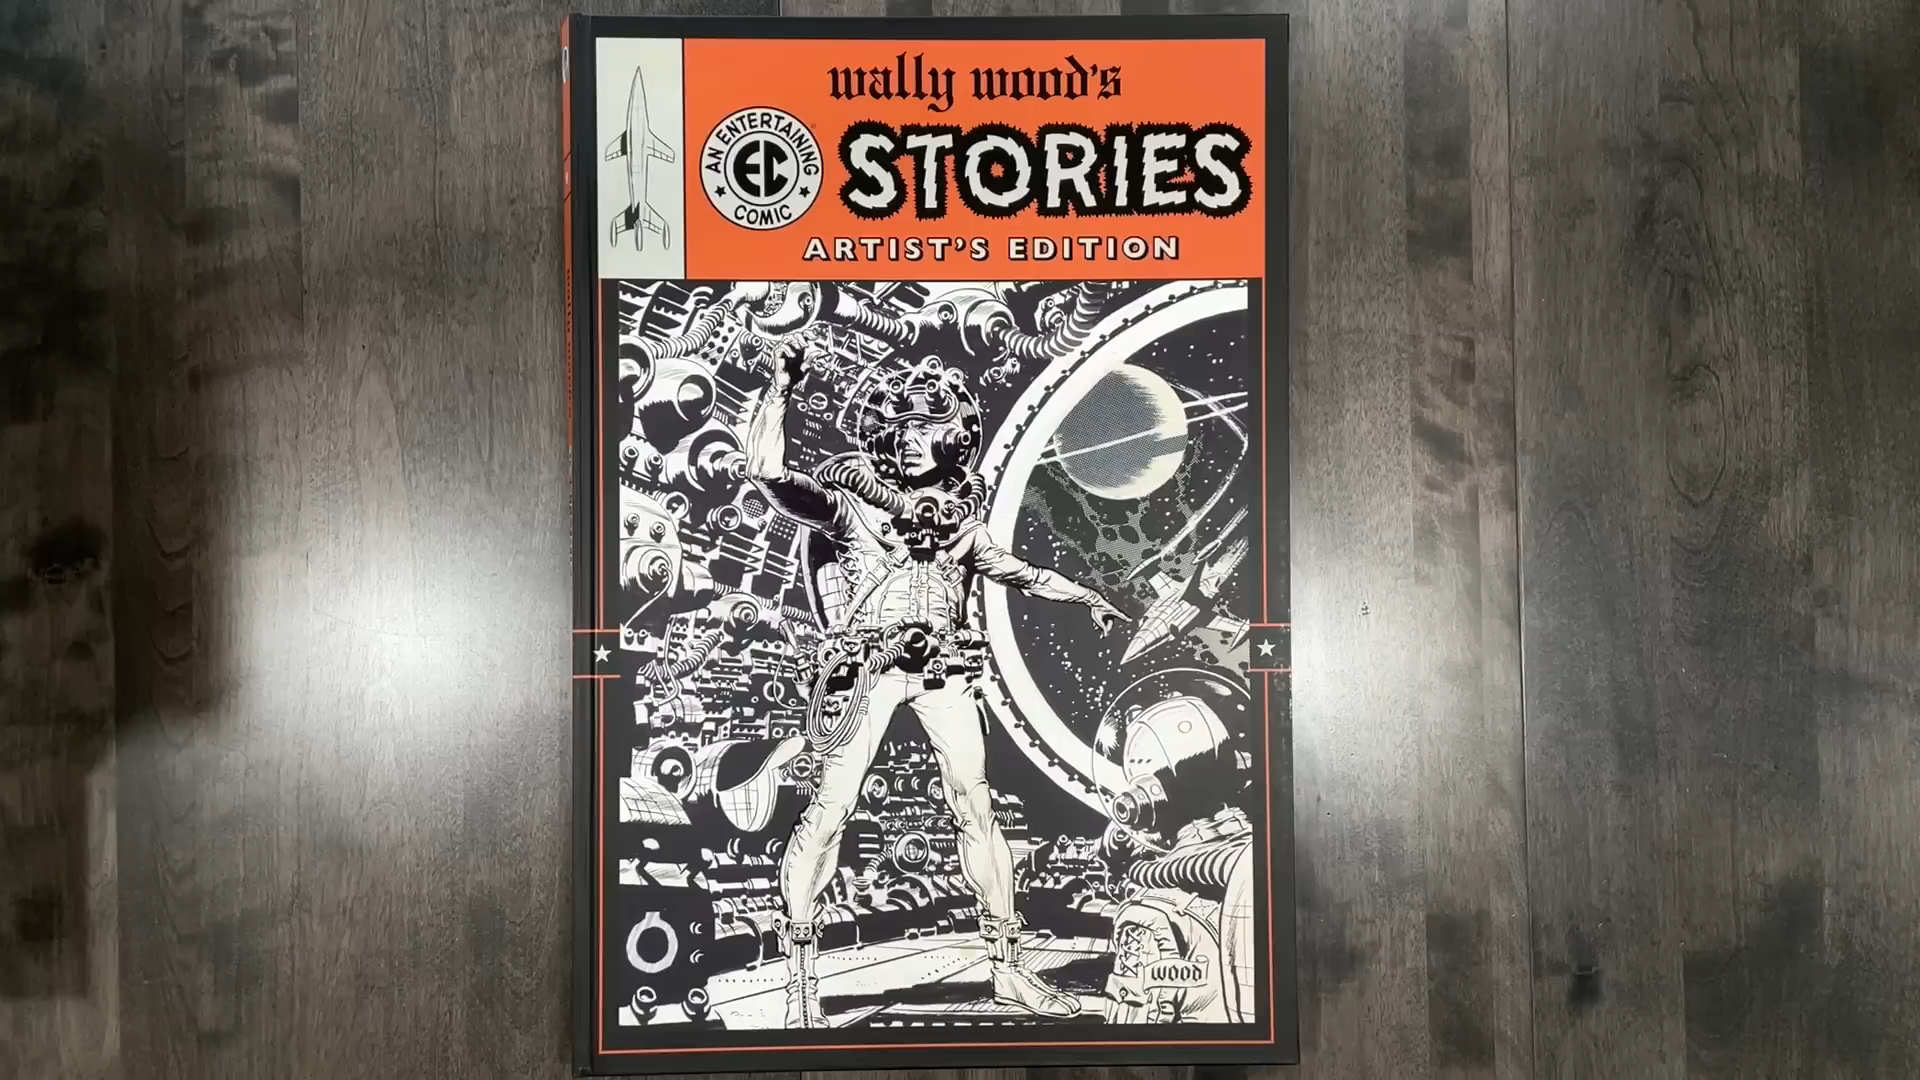 wally wood's
AN ENTERTAINING
EC
COMIC
STORIES
ARTIST'S EDITION
WOOD